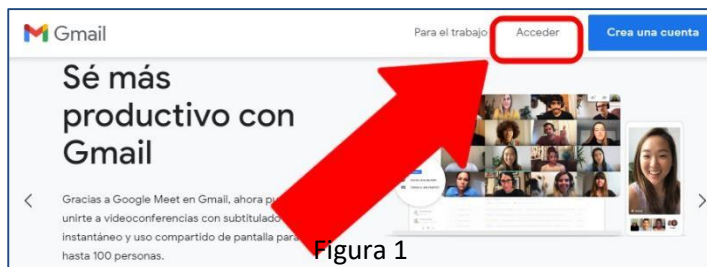 Gmail
Para el trabajo
Acceder
Crea una cuenta
Sé más
productivo con
Gmail
Gracias a Google Meet en Gmail, ahora
unirte a videoconferencias con subtitulado
instantáneo y uso compartido de pantalla para
hasta 100 personas.
Figura 1